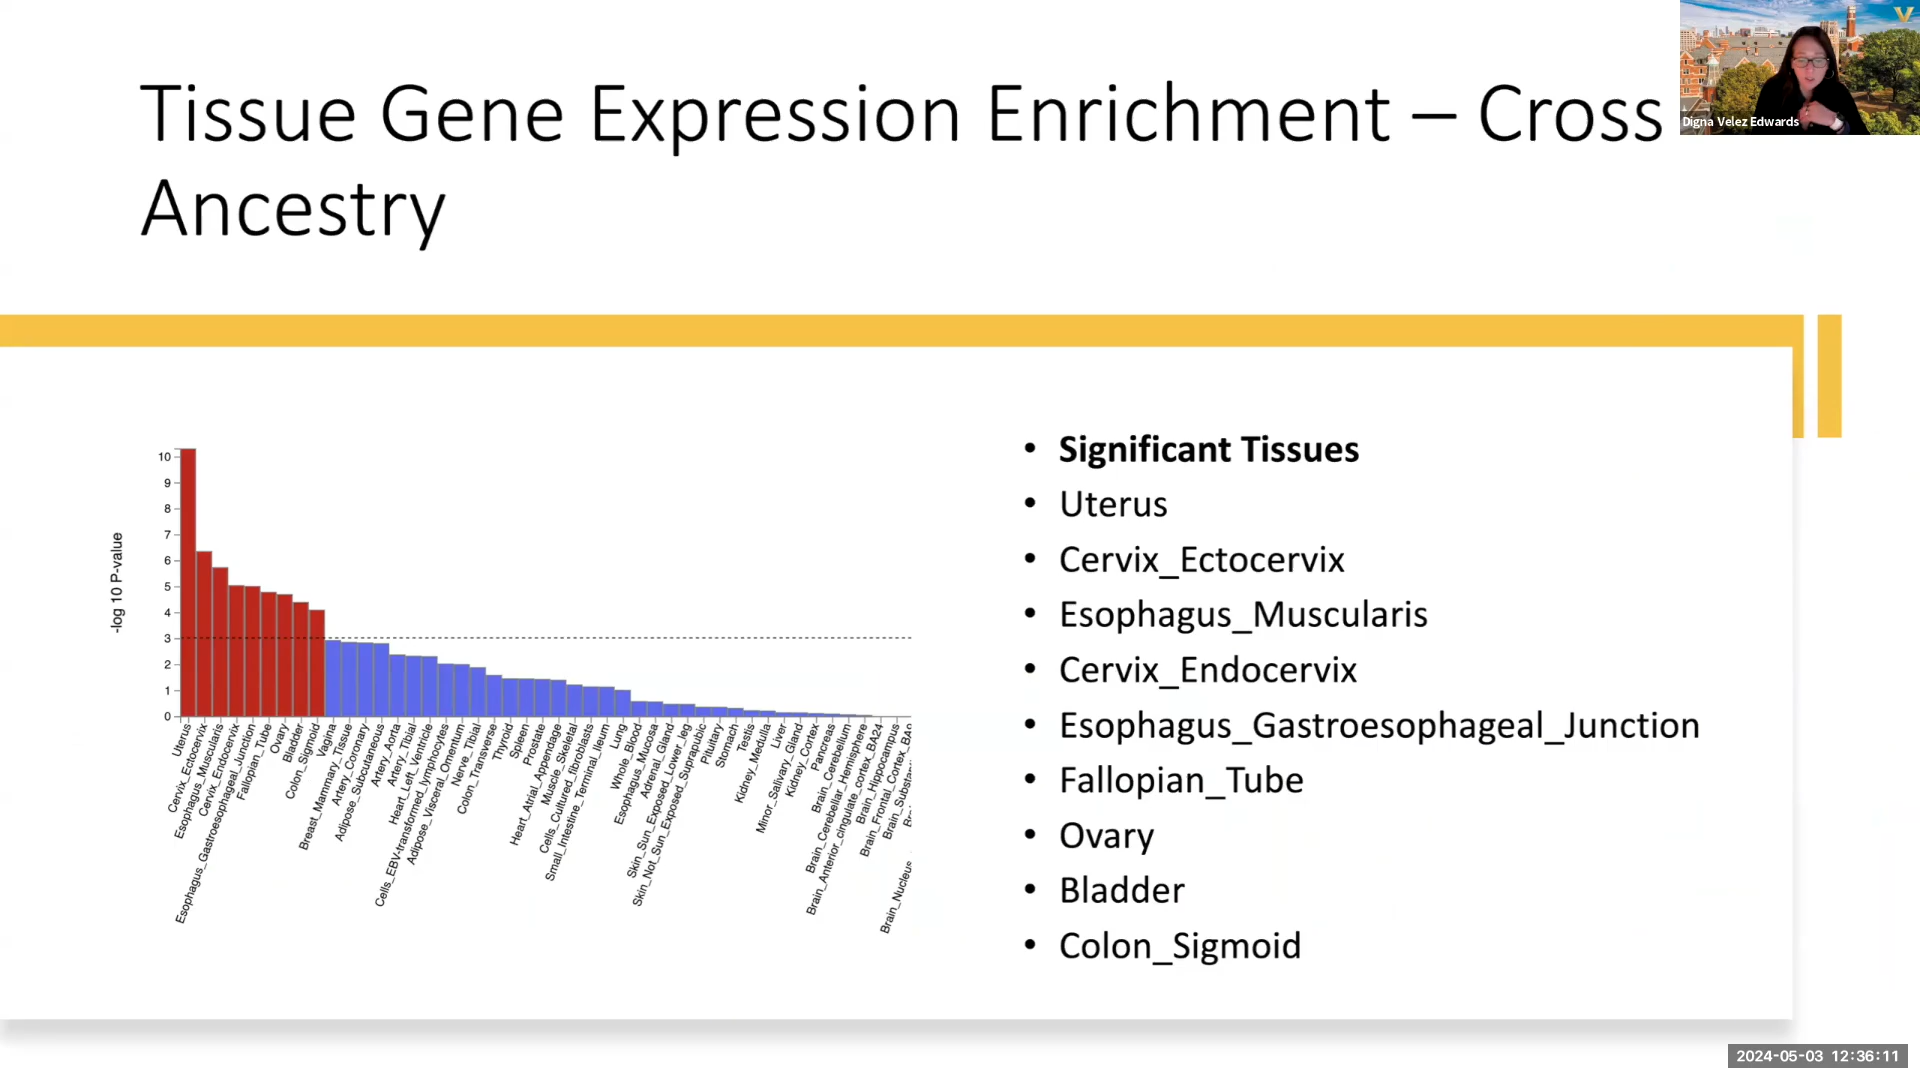 Tissue Gene Expression Enrichment – Cross
Ancestry
V
Digna Velez Edwards
-log 10 P-value
10
9
8
7
6
5
4
3
2
1
0
Uterus
Cervix_Ectocervix
Esophagus_Muscularis
Cervix_Endocervix
Esophagus_Gastroesophageal_Junction
Fallopian_Tube
Ovary
Bladder
Colon_Sigmoid
Vagina
Breast_Mammary_Tissue
Artery_Coronary
Adipose_Subcutaneous
Artery_Aorta
Artery_Tibial
Heart_Left_Ventricle
Cells_EBV-transformed_lymphocytes
Adipose_Visceral_Omentum
Nerve_Tibial
Colon_Transverse
Thyroid
Spleen
Prostate
Heart_Atrial_Appendage
Muscle_Skeletal
Cells_Cultured_fibroblasts
Small_Intestine_Terminal_Ileum
Lung
Whole_Blood
Esophagus_Mucosa
Adrenal_Gland
Skin_Sun_Exposed_Lower_leg
Skin_Not_Sun_Exposed_Suprapubic
Pituitary
Stomach
Testis
Kidney_Medulla
Liver
Minor_Salivary_Gland
Kidney_Cortex
Pancreas
Brain_Cerebellum
Brain_Cerebellar_Hemisphere
Brain_Anterior_cingulate_cortex_BA24
Brain_Hippocampus
Brain_Frontal_Cortex_BA9
• Significant Tissues
• Uterus
• Cervix_Ectocervix
• Esophagus_Muscularis
• Cervix_Endocervix
• Esophagus_Gastroesophageal_Junction
• Fallopian_Tube
• Ovary
• Bladder
• Colon_Sigmoid
2024-05-03 12:36:11